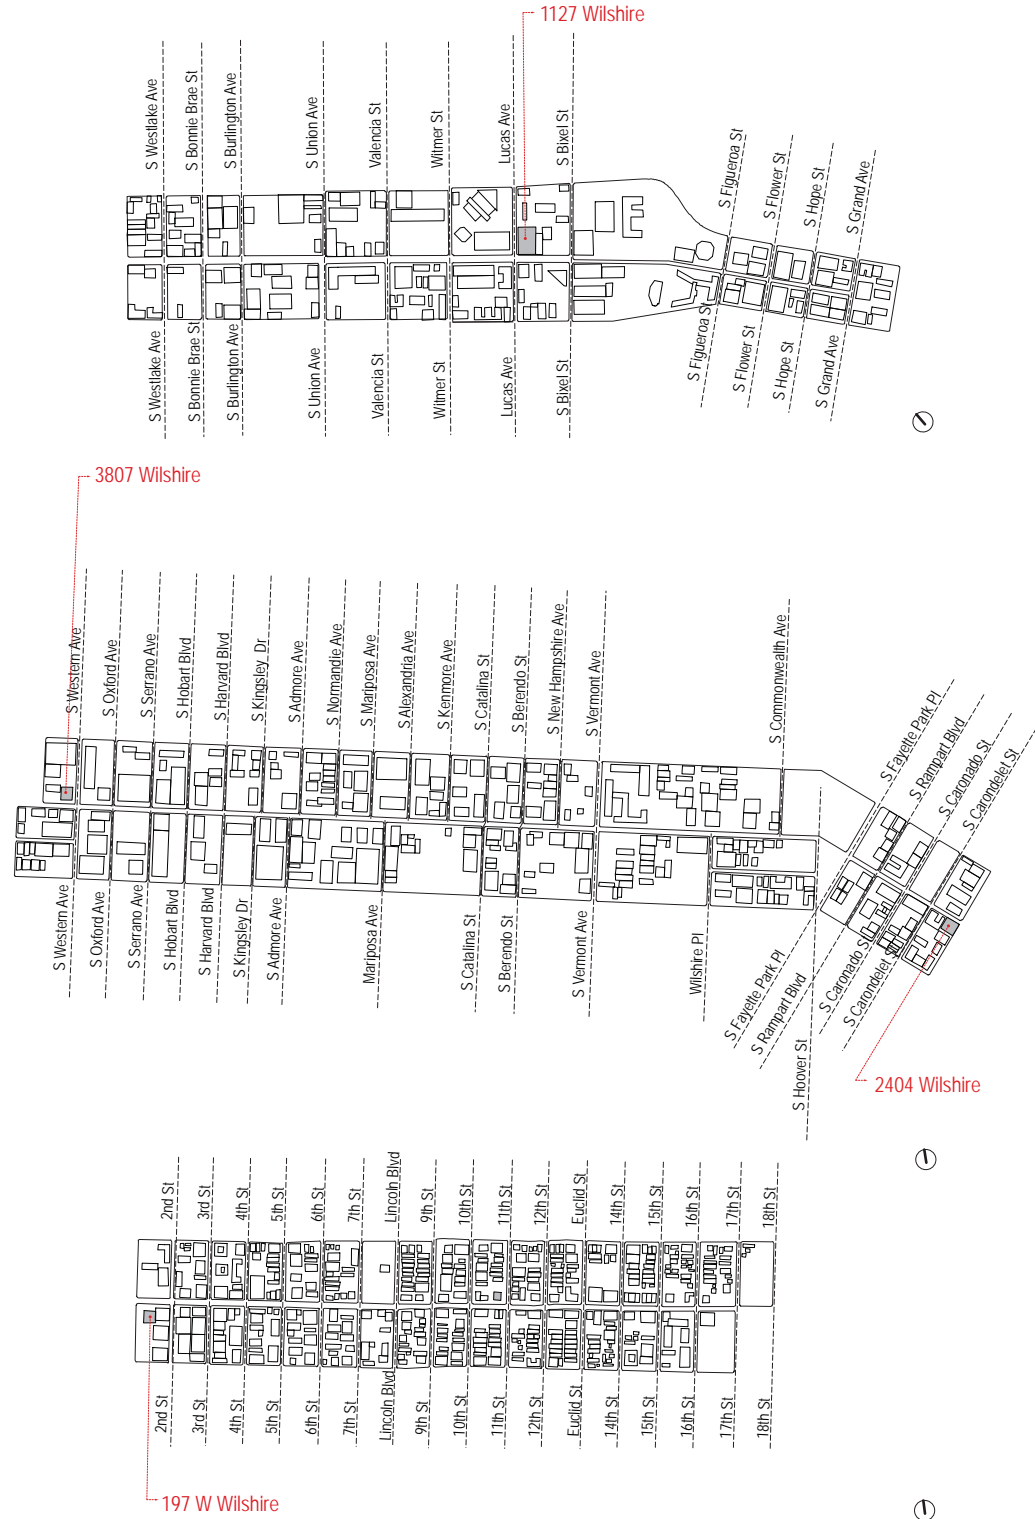 1127 Wilshire
S Westlake Ave
S Bonnie Brae St
S Burlington Ave
S Union Ave
Valencia St
Witmer St
Lucas Ave
S Bixel St
S Figueroa St
S Flower St
S Hope St
S Grand Ave
S Westlake Ave
S Bonnie Brae St
S Burlington Ave
S Union Ave
Valencia St
Witmer St
Lucas Ave
S Bixel St
S Figueroa St
S Flower St
S Hope St
S Grand Ave
3807 Wilshire
S Western Ave
S Oxford Ave
S Serrano Ave
S Hobart Blvd
S Harvard Blvd
S Kingsley Dr
S Admore Ave
S Normandie Ave
S Mariposa Ave
S Alexandria Ave
S Kenmore Ave
S Catalina St
S Berendo St
S New Hampshire Ave
S Vermont Ave
S Commonwealth Ave
S Fayette Park Pl
S Rampart Blvd
S Caronado St
S Carondelet St
S Western Ave
S Oxford Ave
S Serrano Ave
S Hobart Blvd
S Harvard Blvd
S Kingsley Dr
S Admore Ave
Mariposa Ave
S Catalina St
S Berendo St
S Vermont Ave
Wilshire Pl
S Fayette Park Pl
S Rampart Blvd
S Hoover St
S Caronado St
S Carondelet St
2404 Wilshire
2nd St
3rd St
4th St
5th St
6th St
7th St
Lincoln Blvd
9th St
10th St
11th St
12th St
Euclid St
14th St
15th St
16th St
17th St
18th St
2nd St
3rd St
4th St
5th St
6th St
7th St
Lincoln Blvd
9th St
10th St
11th St
12th St
Euclid St
14th St
15th St
16th St
17th St
18th St
197 W Wilshire